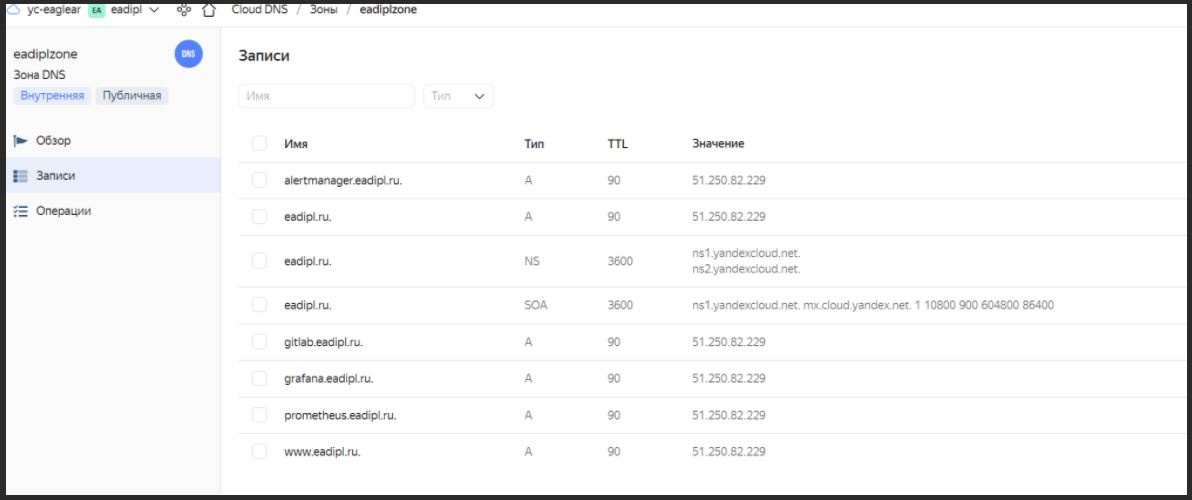 yc-eaglear EA eadipl Cloud DNS / Зоны / eadiplzone
eadiplzone
DNS
Зона DNS
Внутренняя Публичная
Обзор
Записи
Операции
Записи
Имя Тип
Имя Тип TTL Значение
alertmanager.eadipl.ru. A 90 51.250.82.229
eadipl.ru. A 90 51.250.82.229
eadipl.ru. NS 3600 ns1.yandexcloud.net.
ns2.yandexcloud.net.
eadipl.ru. SOA 3600 ns1.yandexcloud.net. mx.cloud.yandex.net. 1 10800 900 604800 86400
gitlab.eadipl.ru. A 90 51.250.82.229
grafana.eadipl.ru. A 90 51.250.82.229
prometheus.eadipl.ru. A 90 51.250.82.229
www.eadipl.ru. A 90 51.250.82.229